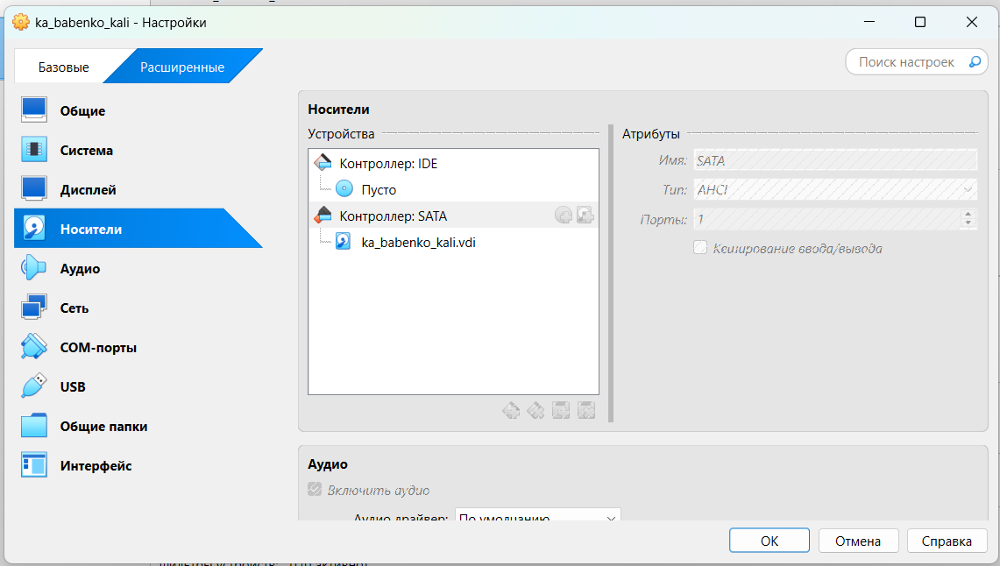 ka_babenko_kali - Настройки
Базовые
Расширенные
Поиск настроек
Общие
Система
Дисплей
Носители
Аудио
Сеть
COM-порты
USB
Общие папки
Интерфейс
Носители
Устройства
Контроллер: IDE
Пусто
Контроллер: SATA
ka_babenko_kali.vdi
Атрибуты
Имя: SATA
Тип: AHCI
Порты: 1
Кеширование ввода/вывода
Аудио
Включить аудио
Аудио драйвер: По умолчанию
OK
Отмена
Справка